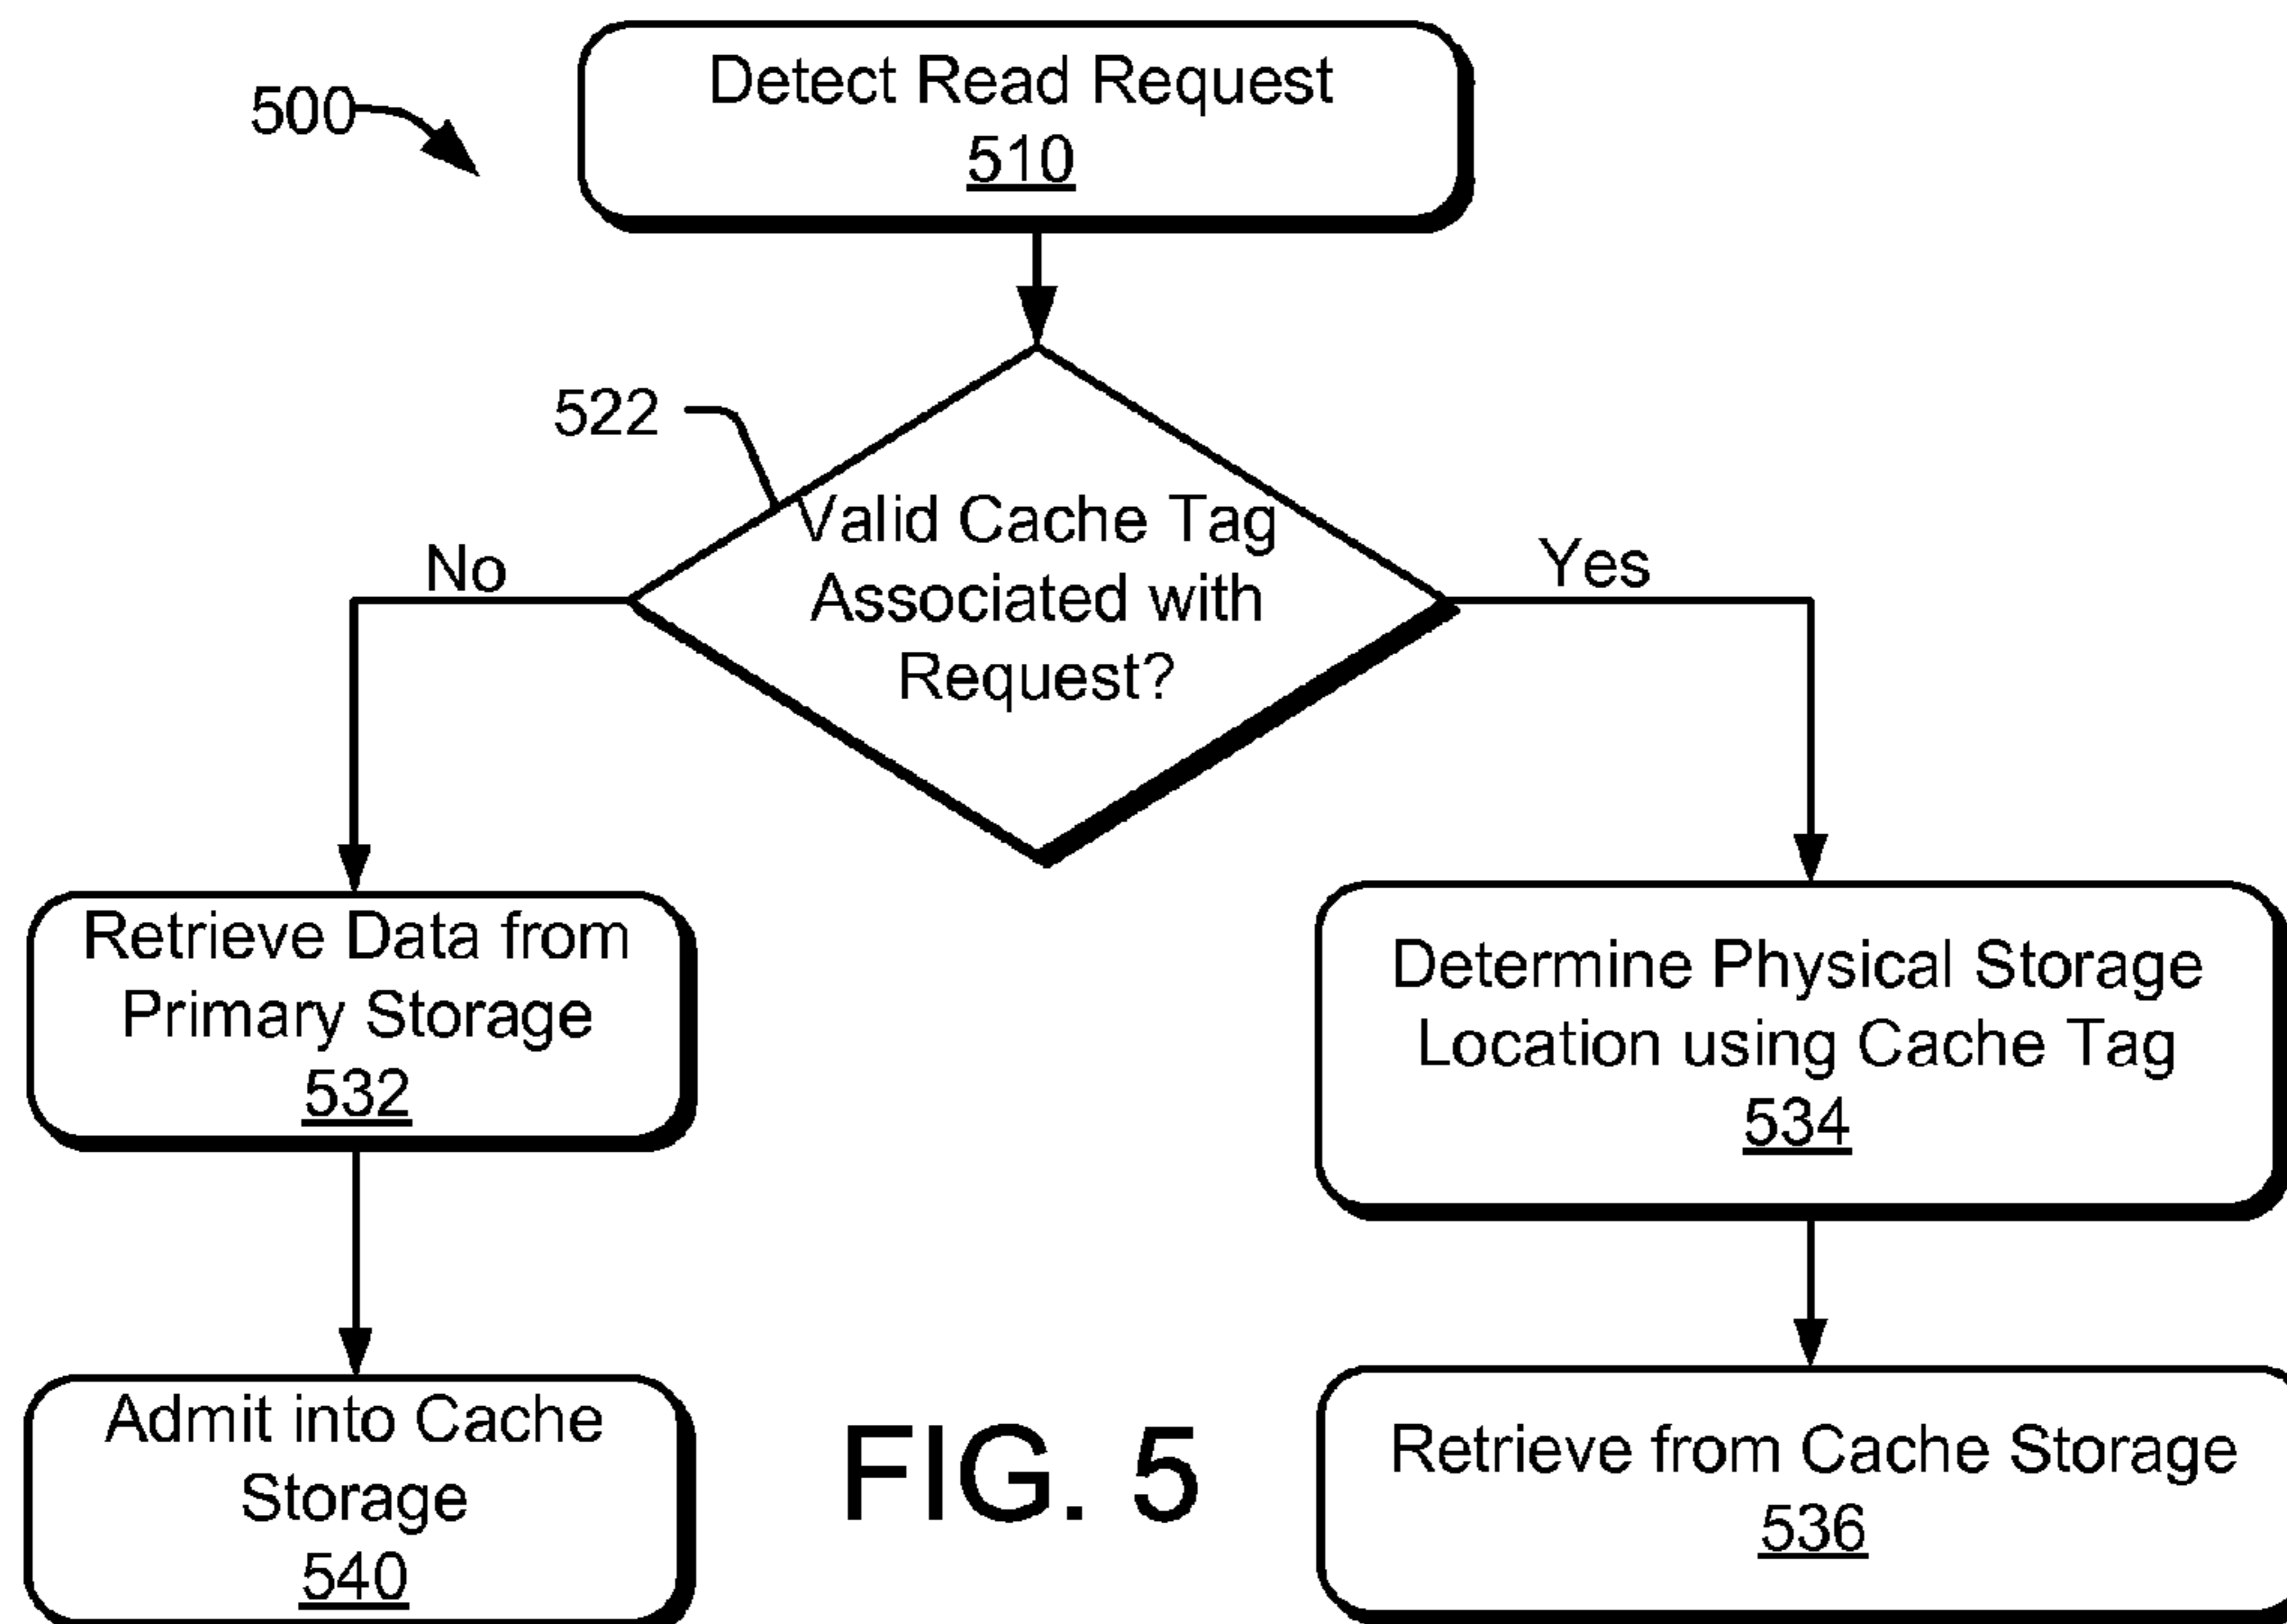 500
Detect Read Request
510
522
Valid Cache Tag
Associated with
Request?
No
Yes
Retrieve Data from
Primary Storage
532
Determine Physical Storage
Location using Cache Tag
534
Admit into Cache
Storage
540
FIG. 5
Retrieve from Cache Storage
536